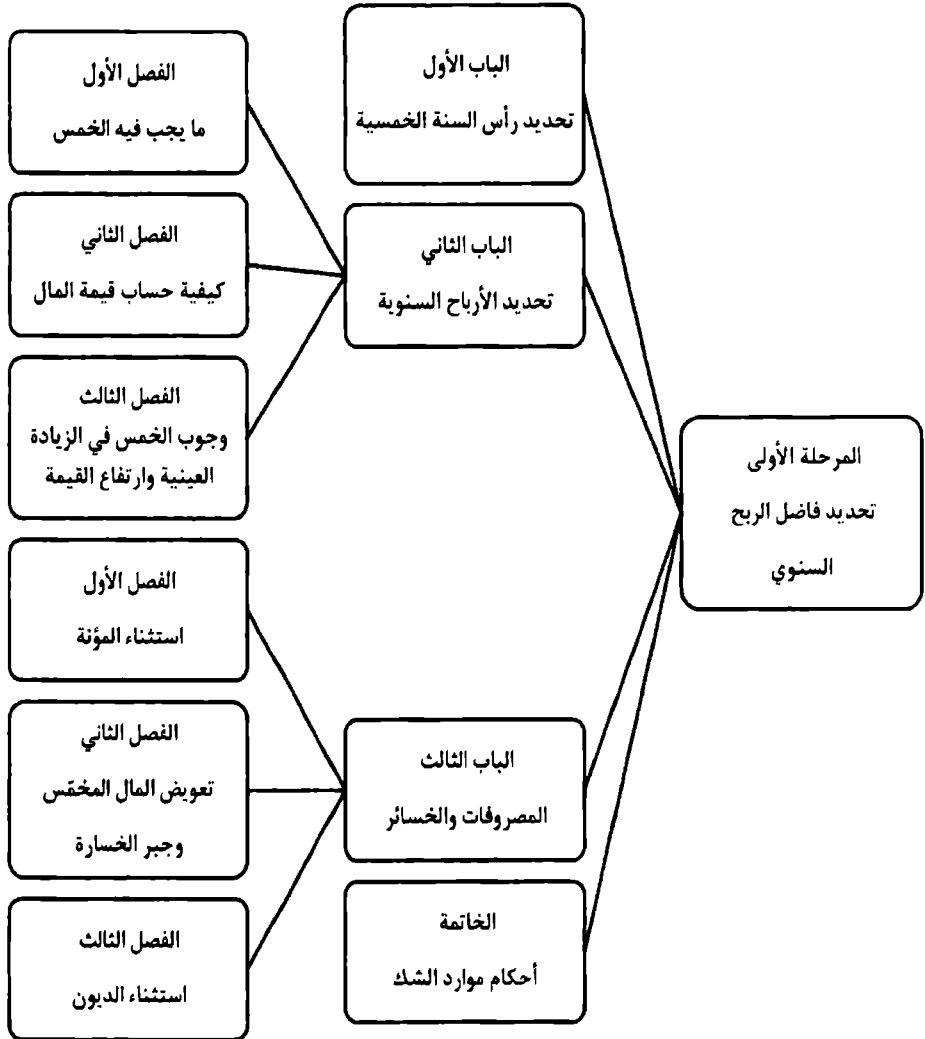 المرحلة الأولى
تحديد فاضل الربح
السنوي
الباب الأول
تحديد رأس السنة الخمسية
الباب الثاني
تحديد الأرباح السنوية
الفصل الأول
ما يجب فيه الخمس
الفصل الثاني
كيفية حساب قيمة المال
الفصل الثالث
وجوب الخمس في الزيادة
العينية وارتفاع القيمة
الباب الثالث
المصروفات والخسائر
الفصل الأول
استثناء المؤنة
الفصل الثاني
تعويض المال المخمّس
وجبر الخسارة
الفصل الثالث
استثناء الديون
الخاتمة
أحكام موارد الشك